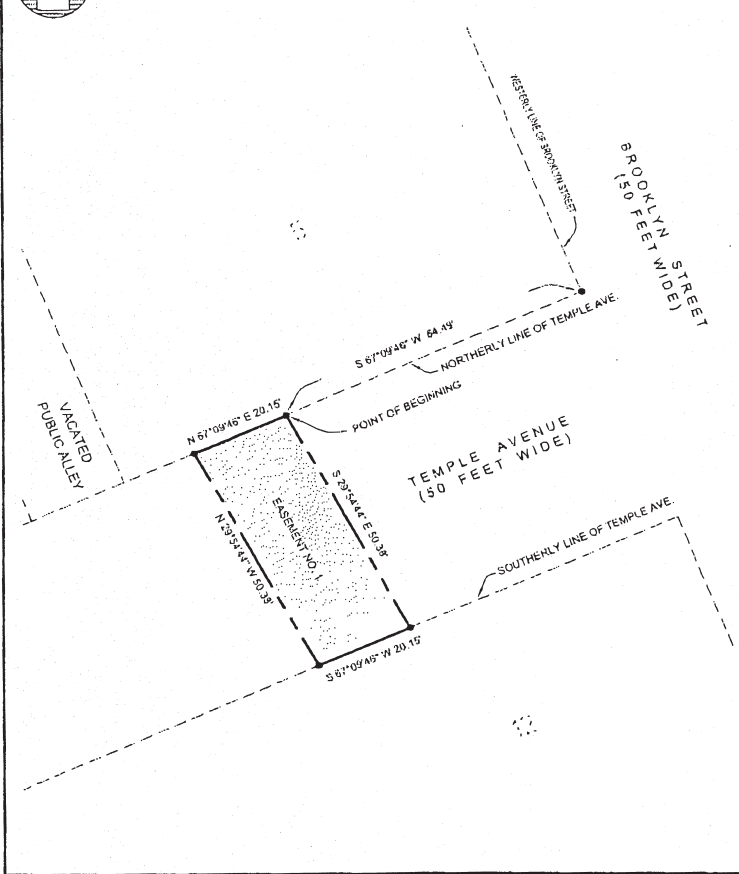 WESTERLY LINE OF BROOKLYN STREET
BROOKLYN STREET
(50 FEET WIDE)
S 67°09'46" W 64.49'
NORTHERLY LINE OF TEMPLE AVE.
POINT OF BEGINNING
N 67°09'46" E 20.15'
VACATED
PUBLIC ALLEY
TEMPLE AVENUE
(50 FEET WIDE)
S 29°54'44" E 50.38'
EASEMENT NO. 1
N 29°54'44" W 50.39'
SOUTHERLY LINE OF TEMPLE AVE.
S 67°09'46" W 20.15'
12